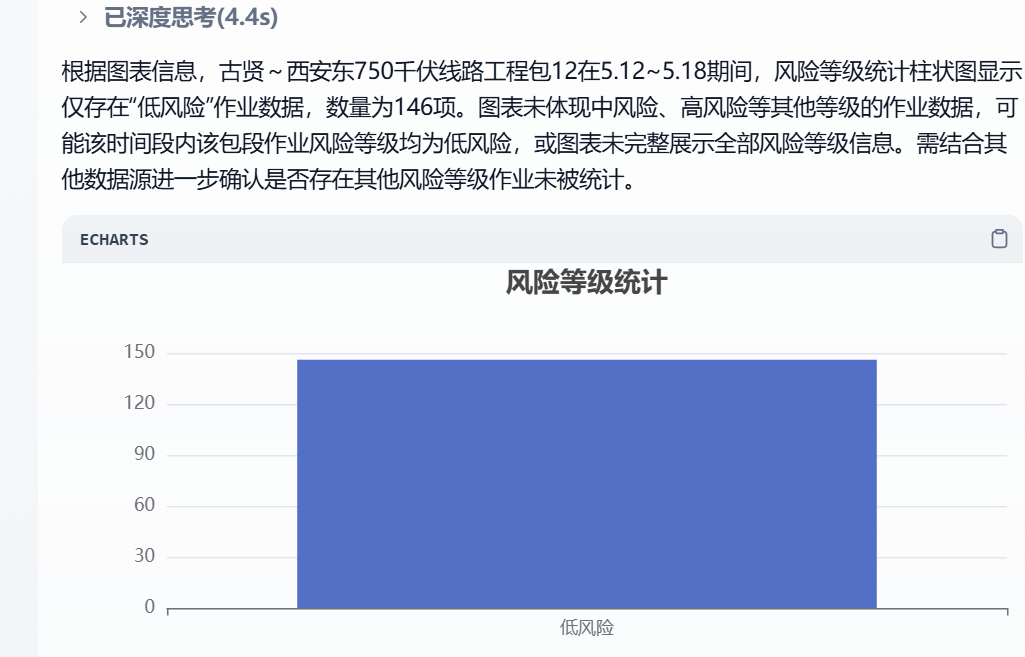 已深度思考(4.4s)
根据图表信息，古贤～西安东750千伏线路工程包12在5.12~5.18期间，风险等级统计柱状图显示
仅存在“低风险”作业数据，数量为146项。图表未体现中风险、高风险等其他等级的作业数据，可
能该时间段内该包段作业风险等级均为低风险，或图表未完整展示全部风险等级信息。需结合其
他数据源进一步确认是否存在其他风险等级作业未被统计。
ECHARTS
风险等级统计
150
120
90
60
30
0
低风险